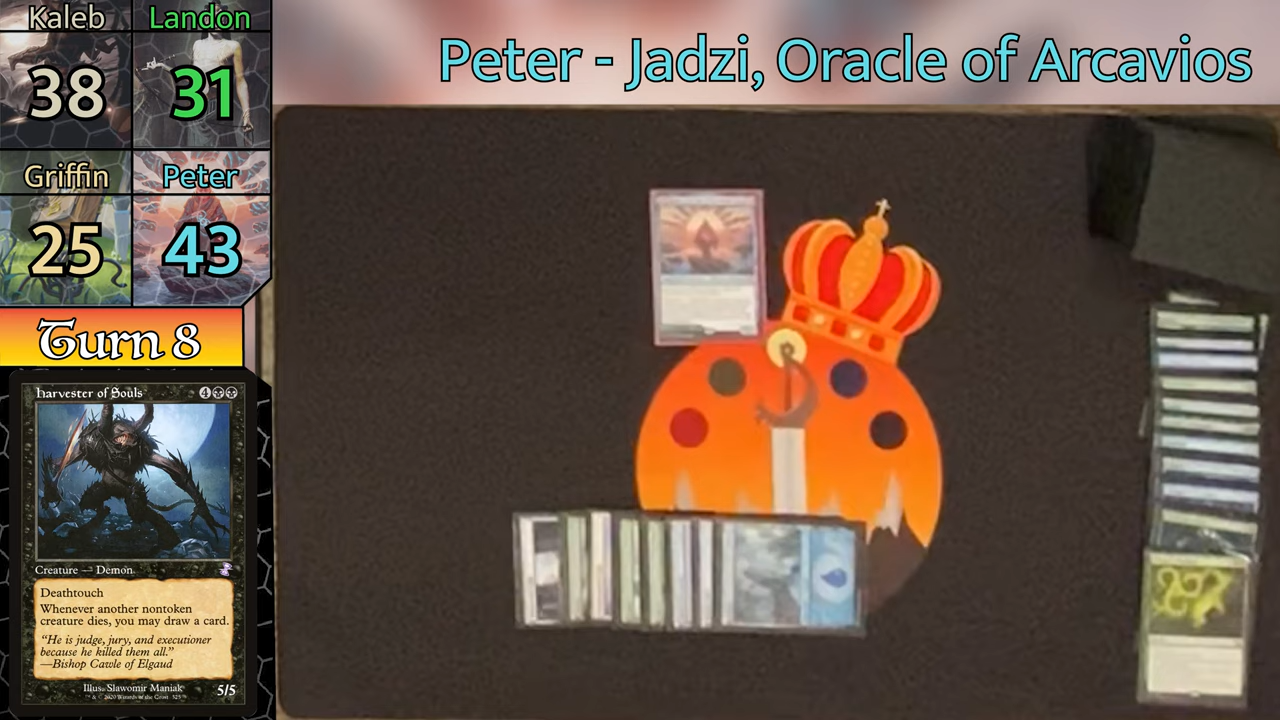 Kaleb
Landon
38
31
Griffin
Peter
25
43
Turn 8
Peter - Jadzi, Oracle of Arcavios
Harvester of Souls
4
Creature — Demon
Deathtouch
Whenever another nontoken
creature dies, you may draw a card.
“He is judge, jury, and executioner
because he killed them all.”
—Bishop Cawle of Elgaud
Illus. Slawomir Maniak
5/5